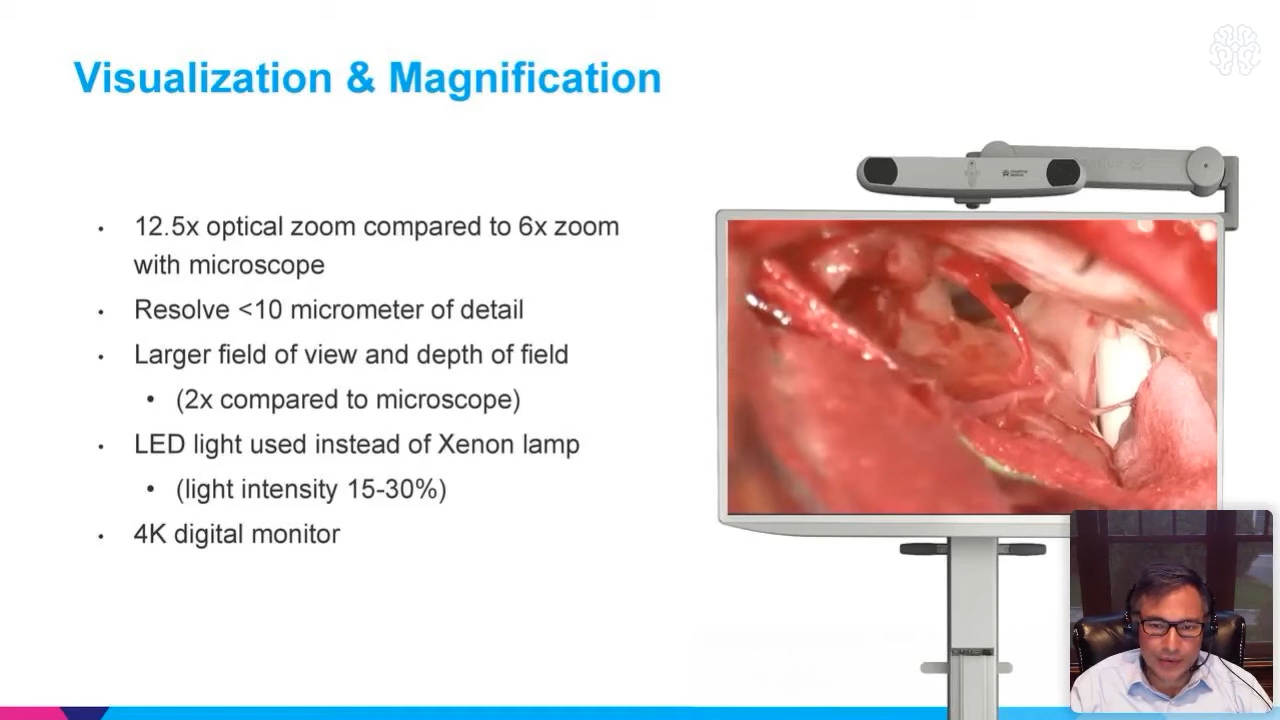 Visualization & Magnification
• 12.5x optical zoom compared to 6x zoom
with microscope
• Resolve <10 micrometer of detail
• Larger field of view and depth of field
• (2x compared to microscope)
• LED light used instead of Xenon lamp
• (light intensity 15-30%)
• 4K digital monitor